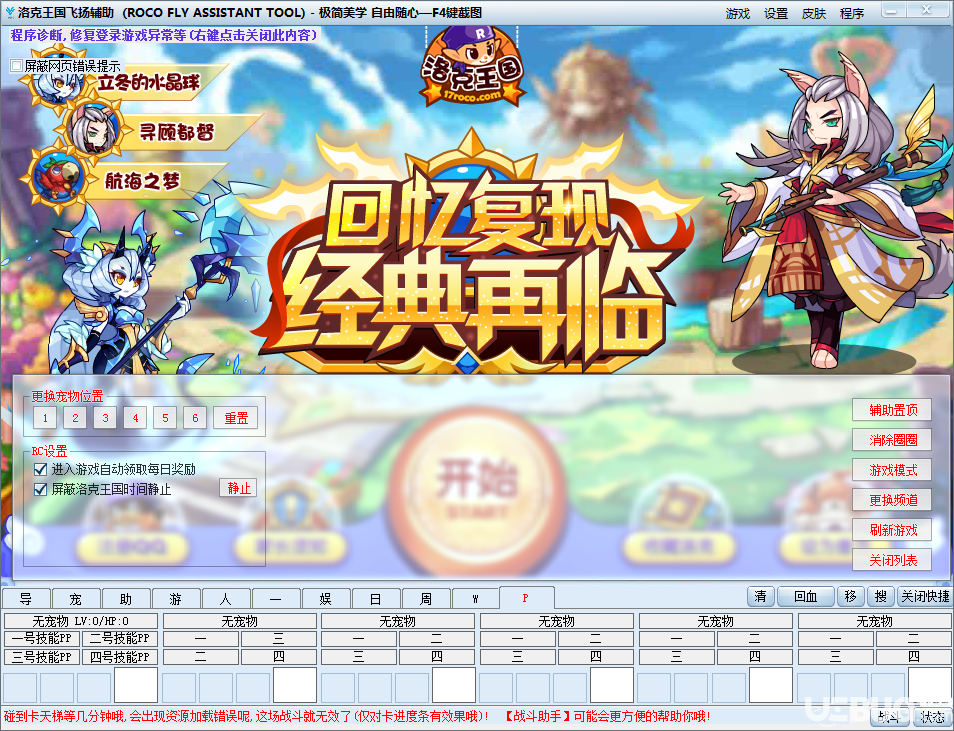 洛克王国飞扬辅助 (ROCO FLY ASSISTANT TOOL) - 极简美学 自由随心—F4键截图 游戏 设置 皮肤 程序
程序诊断,修复登录游戏异常等(右键点击关闭此内容)
屏蔽网页错误提示
立冬的水晶球
寻顾都督
航海之梦
R
洛克王国
17roco.com
回忆复现
经典再临
更换宠物位置
1 2 3 4 5 6 重置
RC设置
进入游戏自动领取每日奖励
屏蔽洛克王国时间静止 静止
开始
START
注册QQ
家长须知
收藏洛克
辅助置顶
消除圈圈
游戏模式
更换频道
刷新游戏
关闭列表
导 宠 助 游 人 一 娱 日 周 W P 清 回血 移 搜 关闭快捷
无宠物 LV:0/HP:0 无宠物 无宠物 无宠物 无宠物 无宠物
一号技能PP 二号技能PP 一 三 一 二 一 二 一 二 一 二
三号技能PP 四号技能PP 二 四 三 四 三 四 三 四 三 四
碰到卡天梯等几分钟哦,会出现资源加载错误呢,这场战斗就无效了(仅对卡进度条有效果哦)! 【战斗助手】可能会更方便的帮助你哦!
战斗 状态